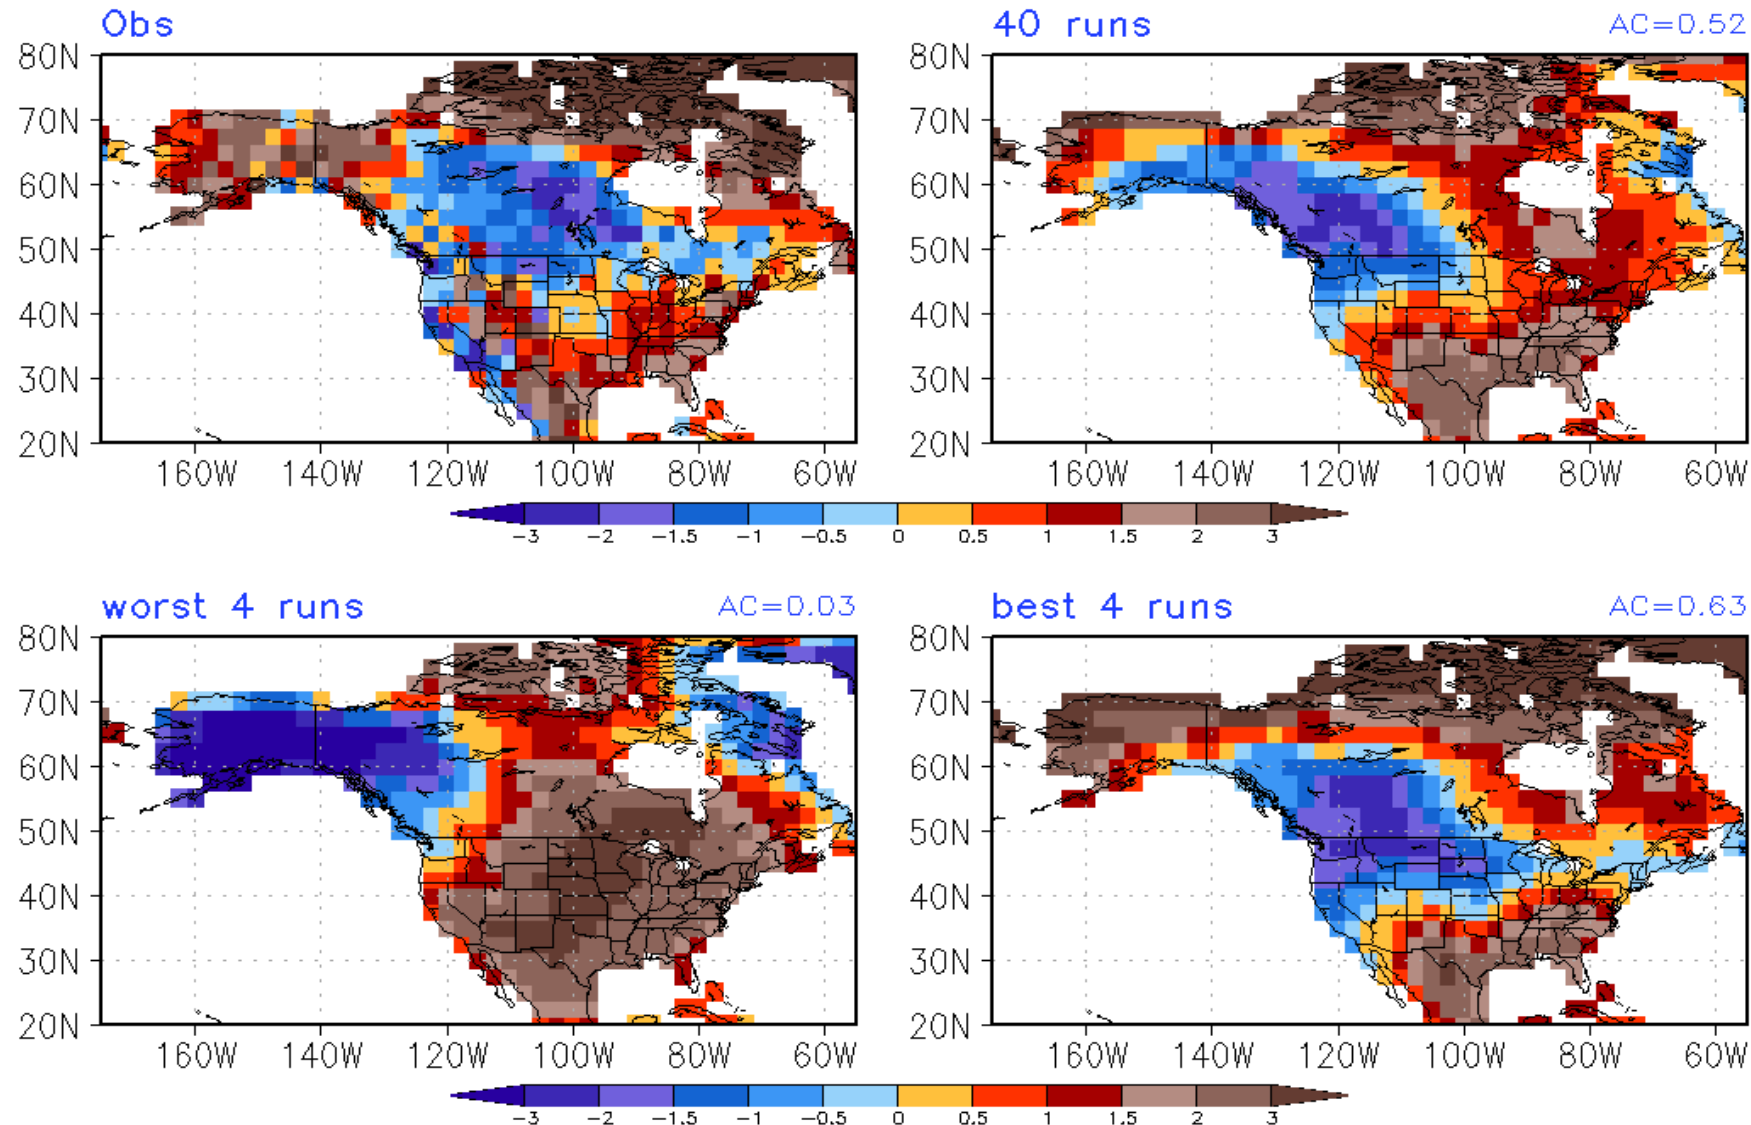 Obs
80N
70N
60N
50N
40N
30N
20N
160W 140W 120W 100W 80W 60W
40 runs AC=0.52
80N
70N
60N
50N
40N
30N
20N
160W 140W 120W 100W 80W 60W
-3 -2 -1.5 -1 -0.5 0 0.5 1 1.5 2 3
worst 4 runs AC=0.03
80N
70N
60N
50N
40N
30N
20N
160W 140W 120W 100W 80W 60W
best 4 runs AC=0.63
80N
70N
60N
50N
40N
30N
20N
160W 140W 120W 100W 80W 60W
-3 -2 -1.5 -1 -0.5 0 0.5 1 1.5 2 3